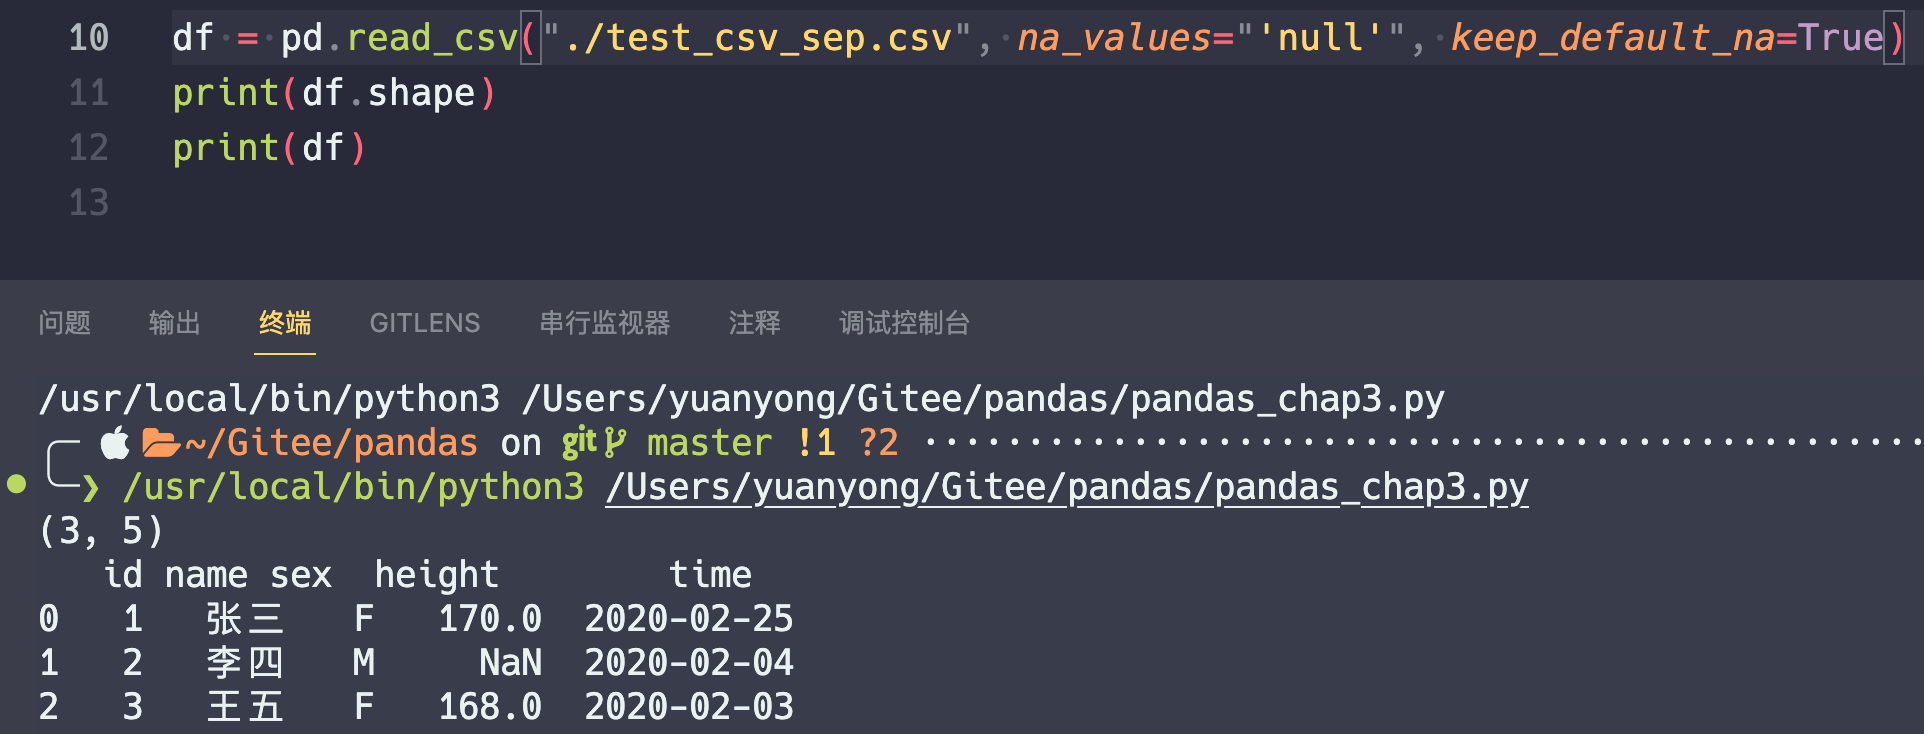 10 df = pd.read_csv("./test_csv_sep.csv", na_values="'null'", keep_default_na=True)
11 print(df.shape)
12 print(df)
13
问题 输出 终端 GITLENS 串行监视器 注释 调试控制台
/usr/local/bin/python3 /Users/yuanyong/Gitee/pandas/pandas_chap3.py
~/Gitee/pandas on git master !1 ?2 ················································
❯ /usr/local/bin/python3 /Users/yuanyong/Gitee/pandas/pandas_chap3.py
(3, 5)
id name sex height time
0 1 张三 F 170.0 2020-02-25
1 2 李四 M NaN 2020-02-04
2 3 王五 F 168.0 2020-02-03